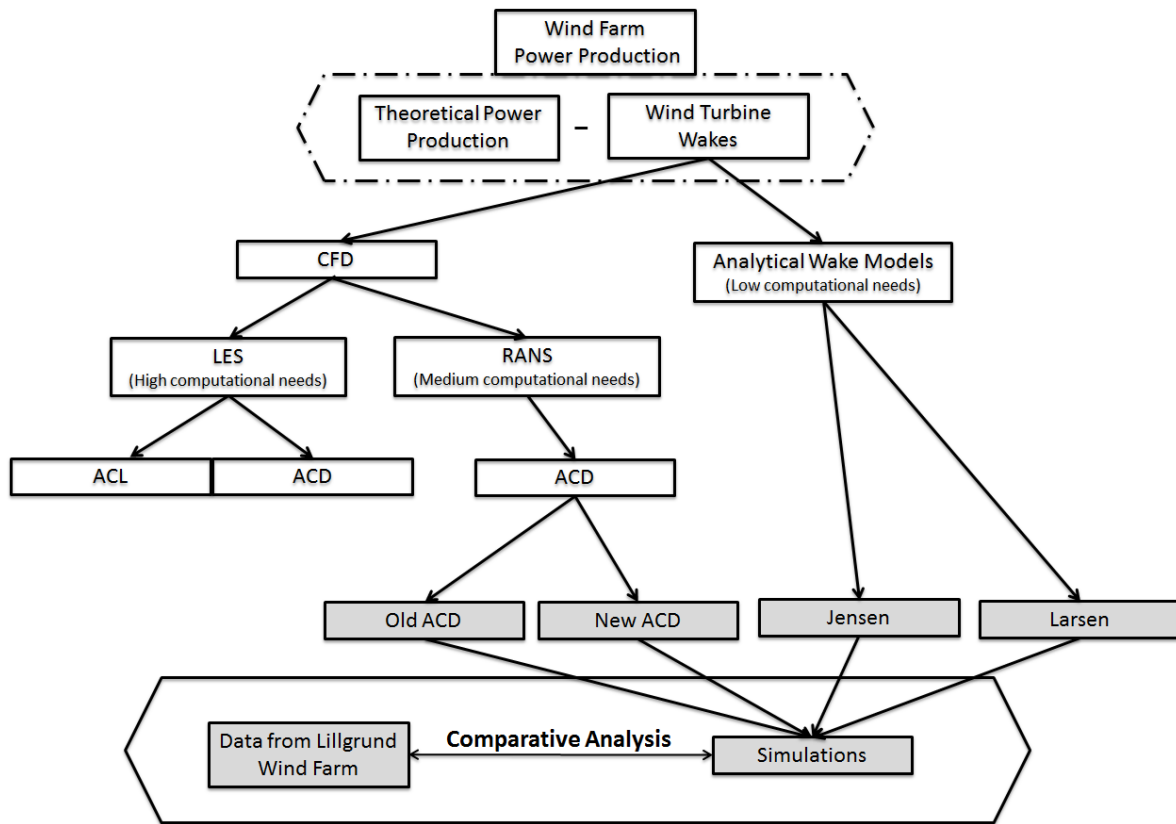 Wind Farm
Power Production
Theoretical Power
Production
–
Wind Turbine
Wakes
CFD
Analytical Wake Models
(Low computational needs)
LES
(High computational needs)
RANS
(Medium computational needs)
ACL
ACD
ACD
Old ACD
New ACD
Jensen
Larsen
Data from Lillgrund
Wind Farm
Comparative Analysis
Simulations